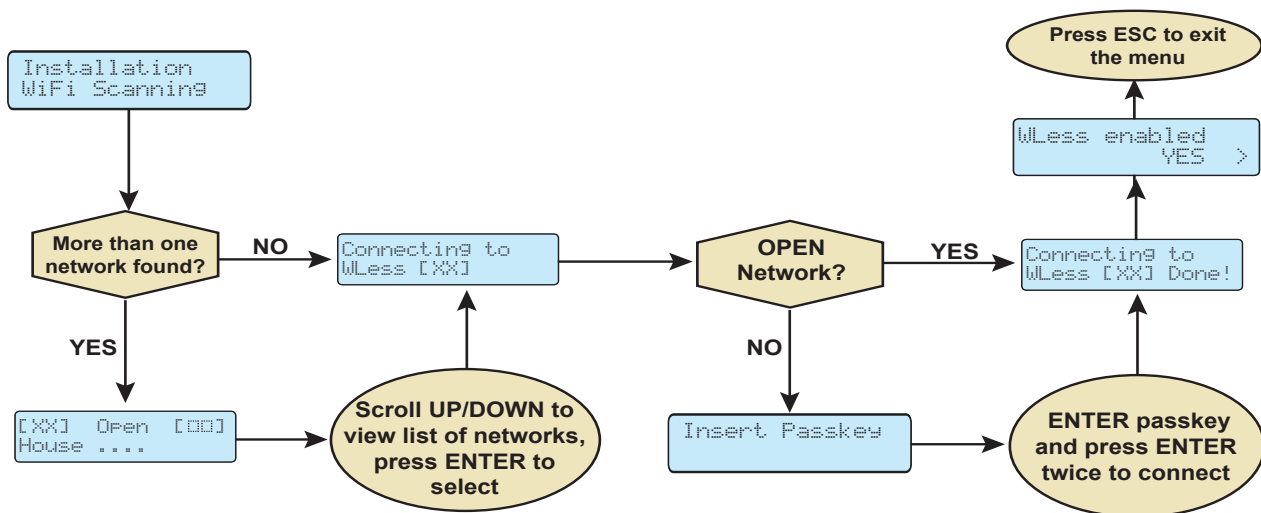 Installation
WiFi Scanning
More than one
network found?
NO
YES
[XX] Open [□□]
House ....
Scroll UP/DOWN to
view list of networks,
press ENTER to
select
Connecting to
WLess [XX]
OPEN
Network?
YES
NO
Insert Passkey
ENTER passkey
and press ENTER
twice to connect
Connecting to
WLess [XX] Done!
WLess enabled
YES >
Press ESC to exit
the menu